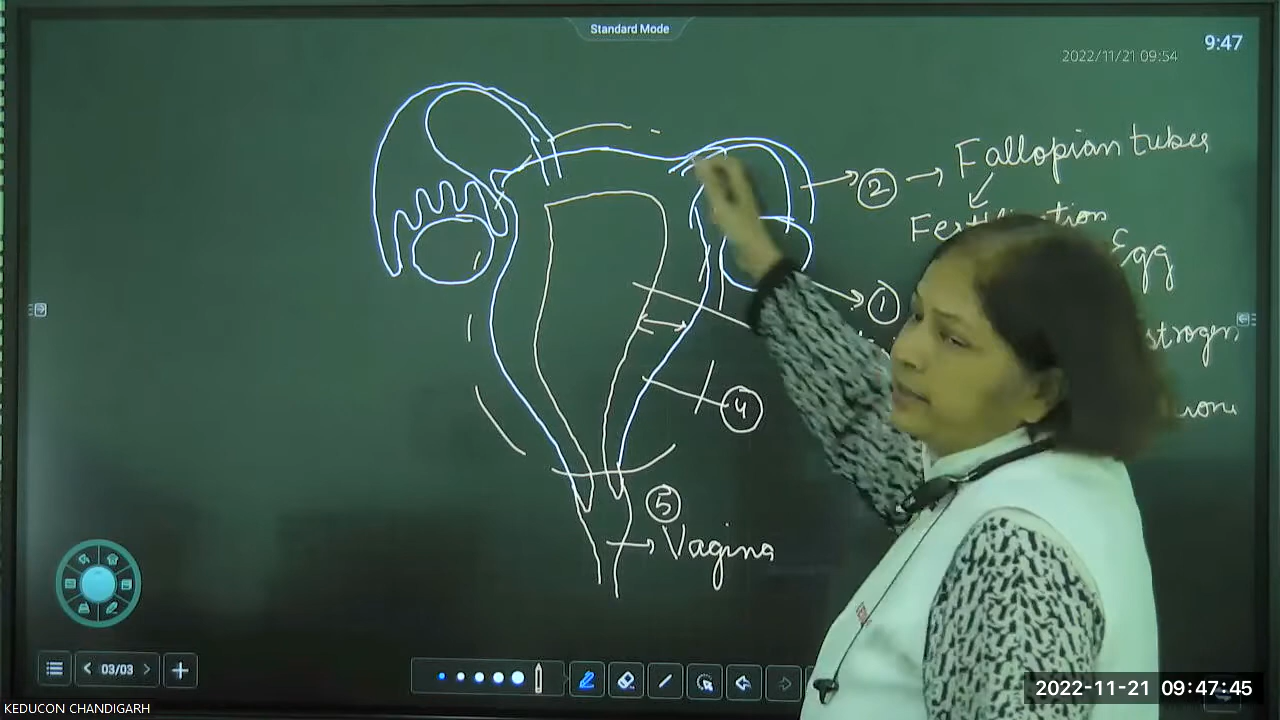 Standard Mode
9:47
2022/11/21 09:54
② → Fallopian tubes
Egg
①
④
⑤
Vagina
03/03
2022-11-21 09:47:45
KEDUCON CHANDIGARH